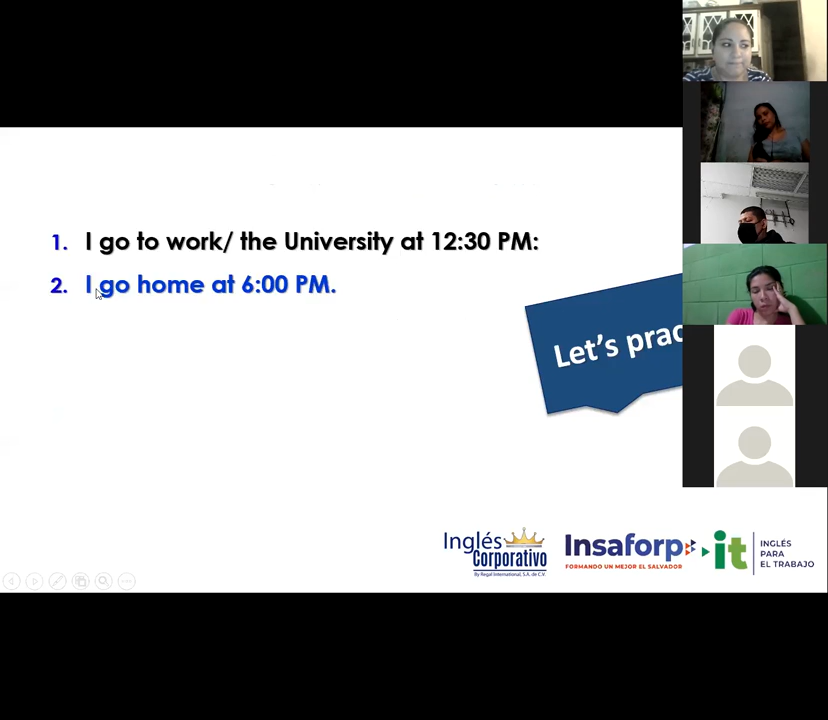 1. I go to work/ the University at 12:30 PM:
2. I go home at 6:00 PM.
Let's prac
Inglés
Corporativo
By Regal International, S.A. de C.V.
Insaforp
FORMANDO UN MEJOR EL SALVADOR
it
INGLÉS
PARA
EL TRABAJO